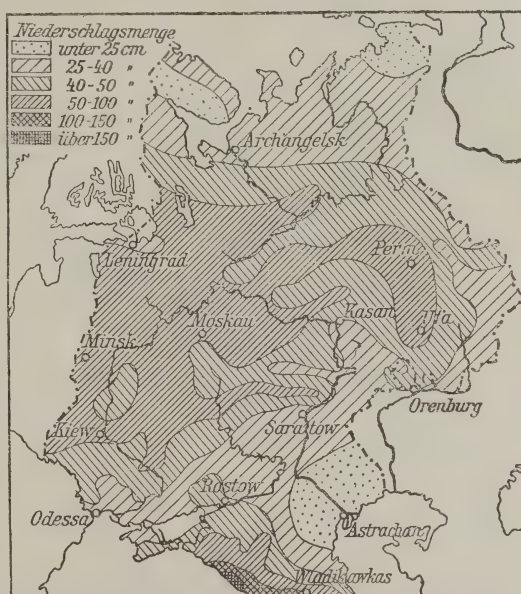 Niederschlagsmenge
unter 25 cm
25-40 "
40-50 "
50-100 "
100-150 "
über 150 "
Archangelsk
Leningrad
Perm
Moskau
Kasan
Ufa
Minsk
Orenburg
Kiew
Saratow
Rostow
Odessa
Astrachan
Wladikawkas